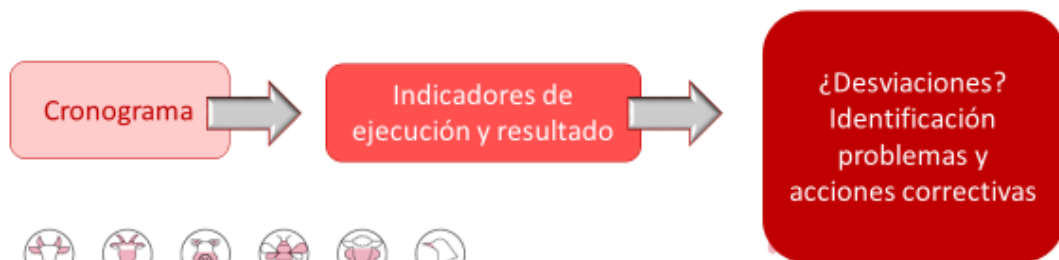 Cronograma
Indicadores de
ejecución y resultado
¿Desviaciones?
Identificación
problemas y
acciones correctivas